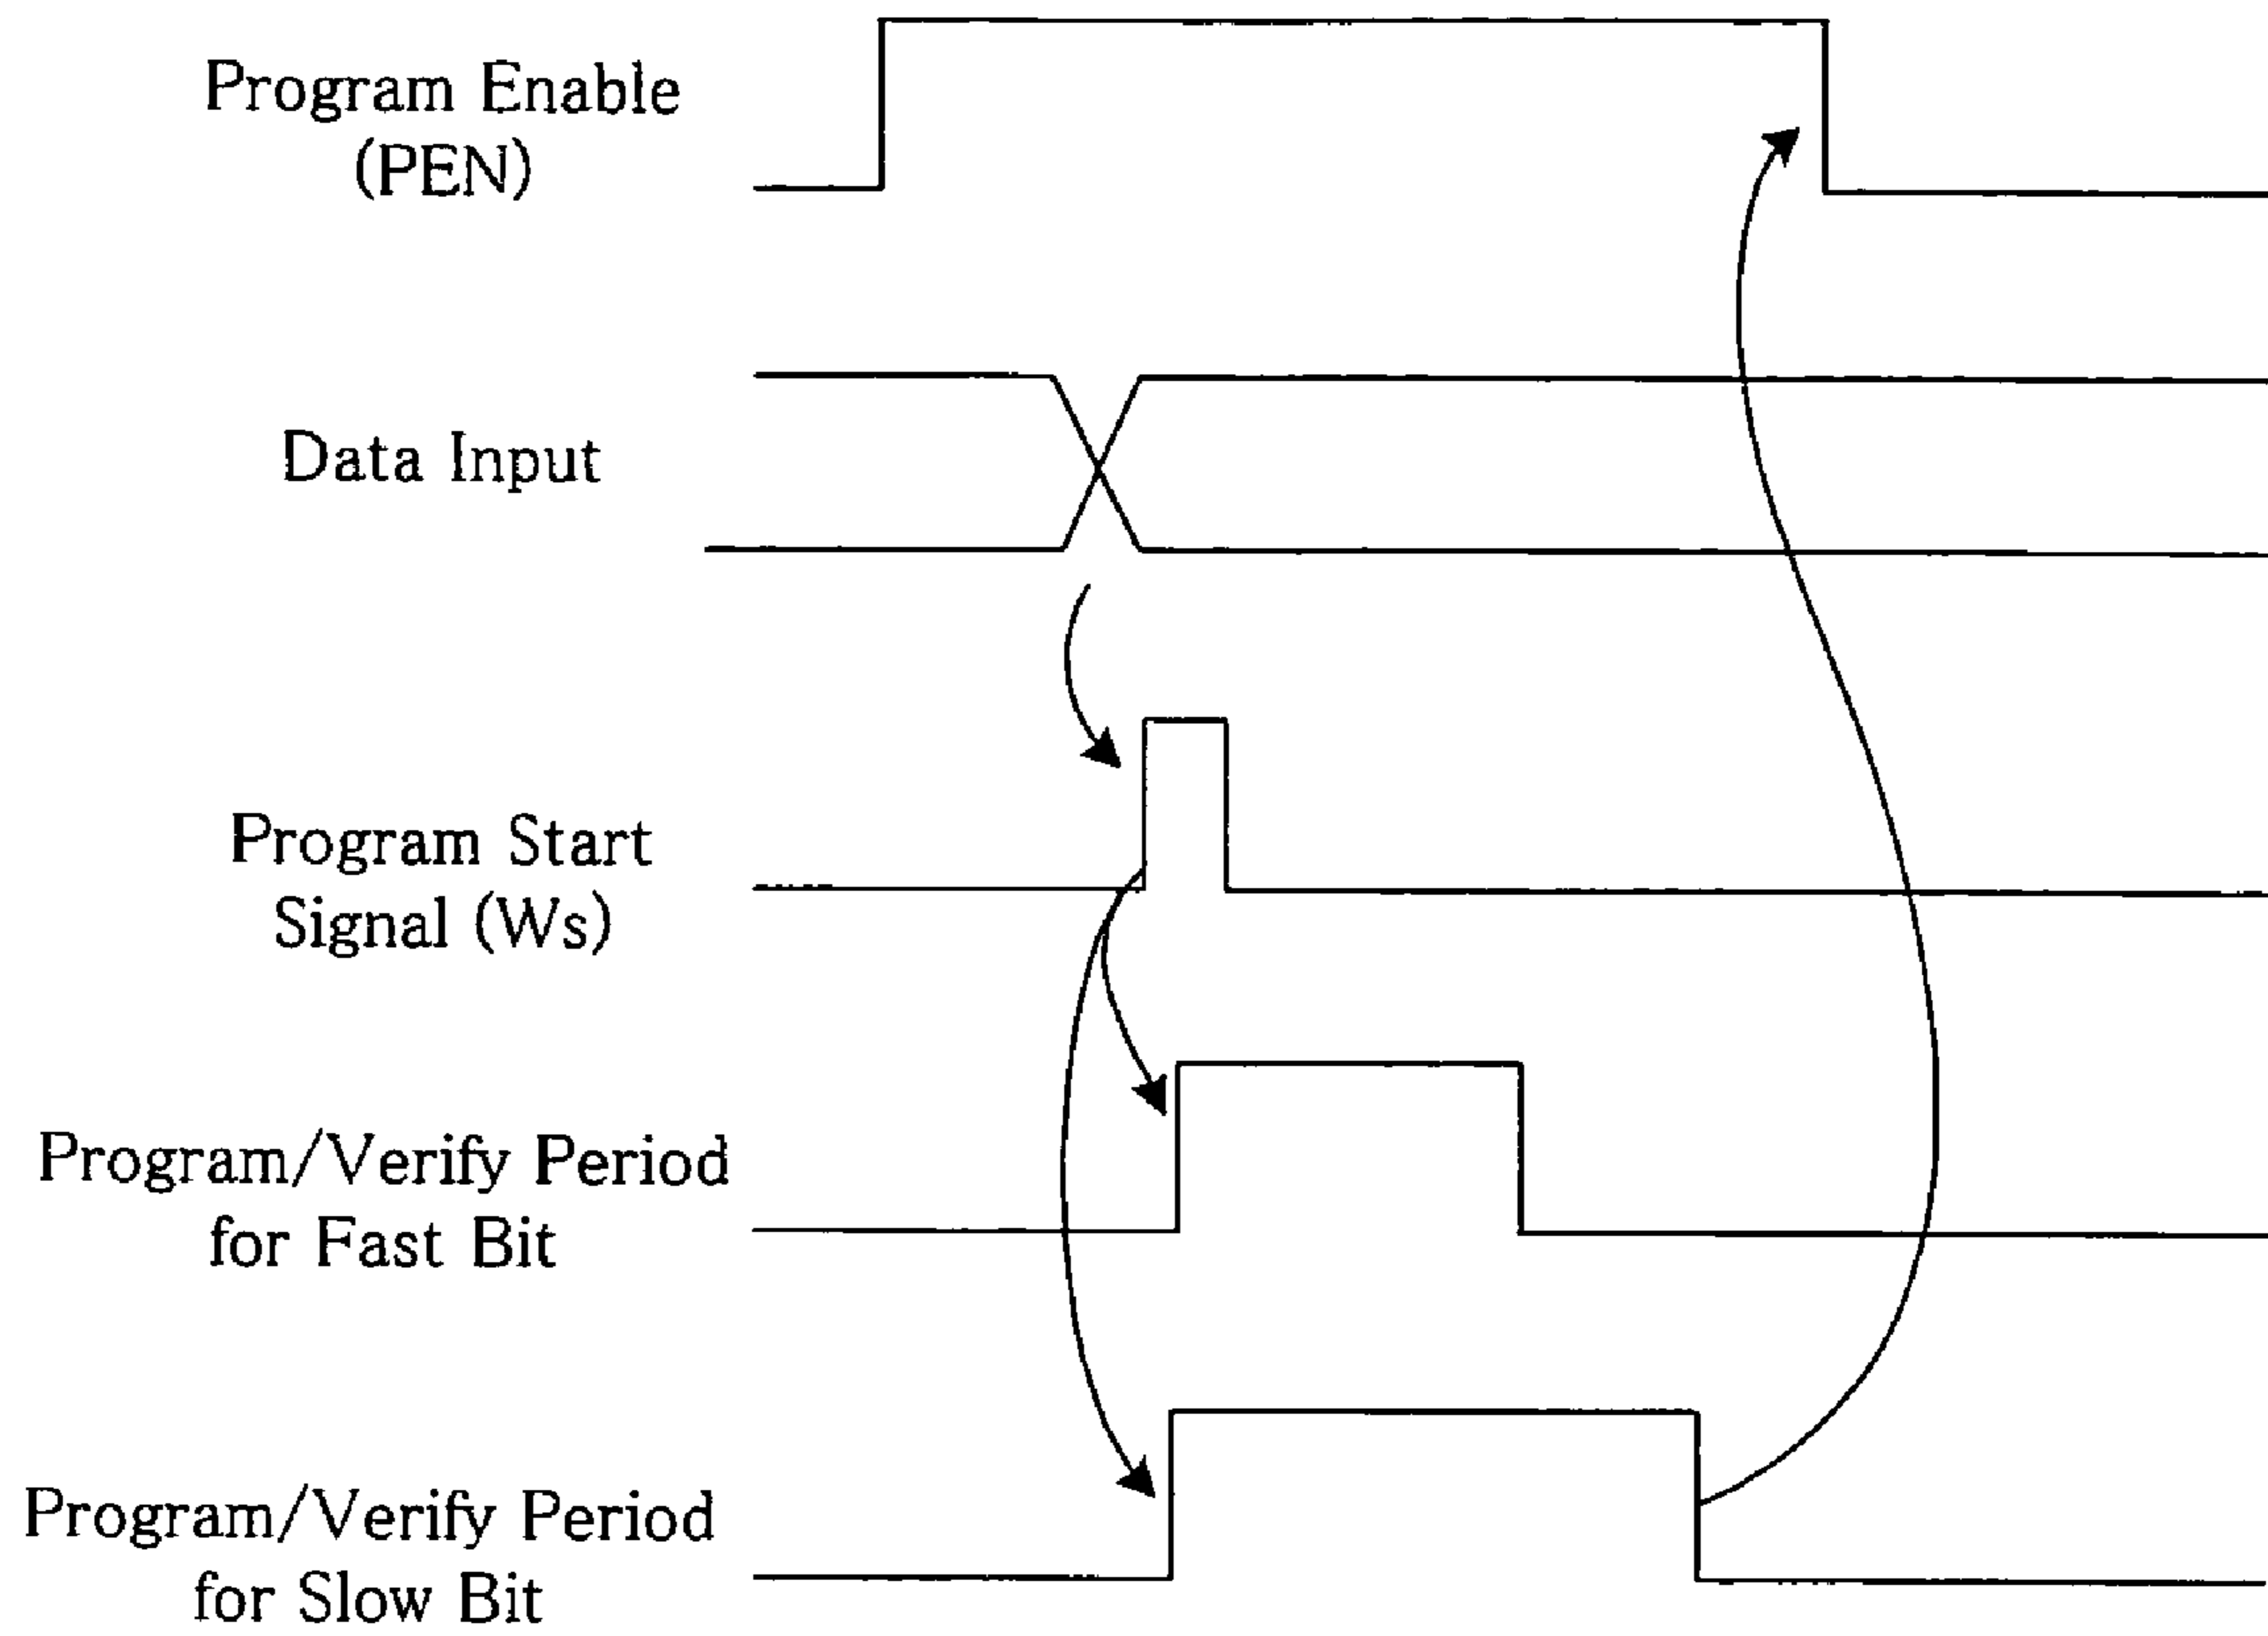 Program Enable
(PEN)
Data Input
Program Start
Signal (Ws)
Program/Verify Period
for Fast Bit
Program/Verify Period
for Slow Bit